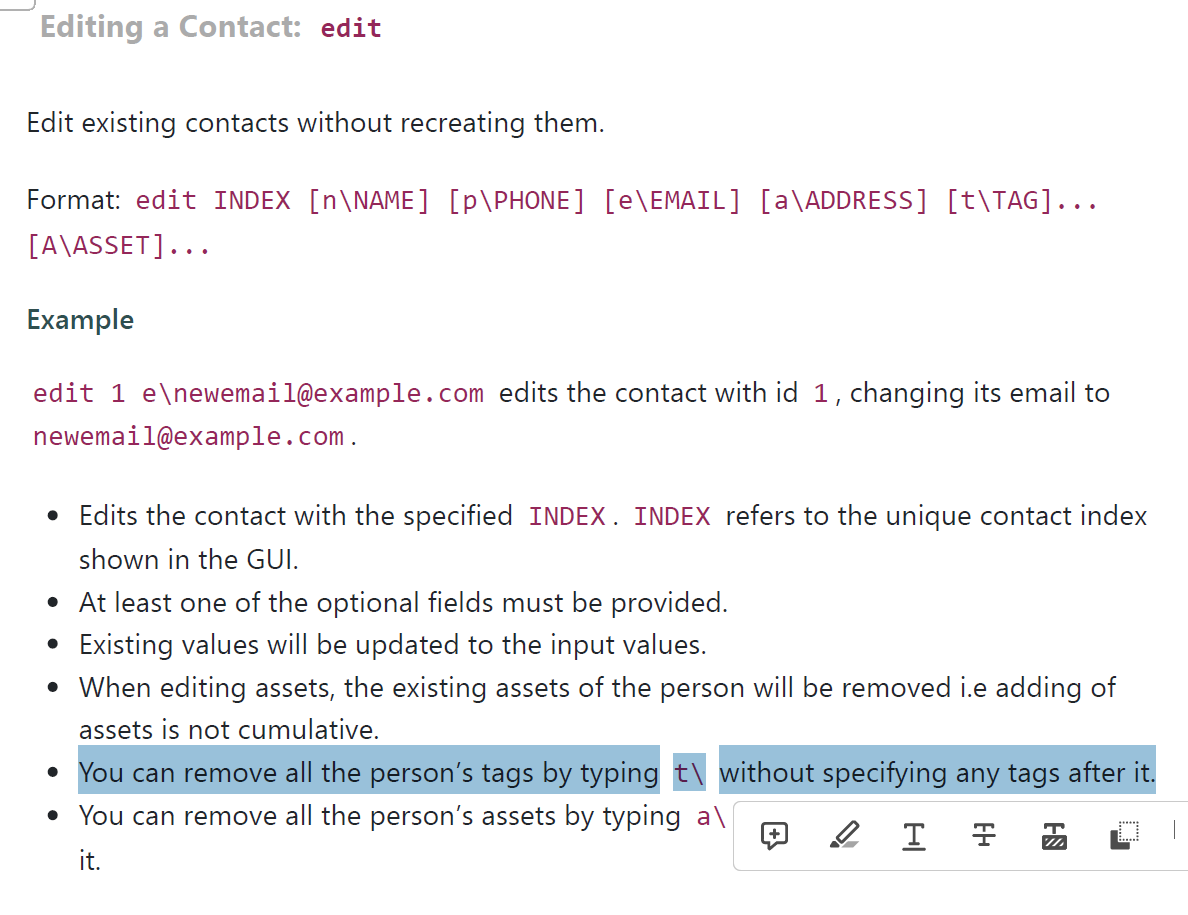 Editing a Contact: edit
Edit existing contacts without recreating them.
Format: edit INDEX [n\NAME] [p\PHONE] [e\EMAIL] [a\ADDRESS] [t\TAG]...
[A\ASSET]...
Example
edit 1 e\newemail@example.com edits the contact with id 1, changing its email to
newemail@example.com.
• Edits the contact with the specified INDEX. INDEX refers to the unique contact index
shown in the GUI.
• At least one of the optional fields must be provided.
• Existing values will be updated to the input values.
• When editing assets, the existing assets of the person will be removed i.e adding of
assets is not cumulative.
• You can remove all the person’s tags by typing t\ without specifying any tags after it.
• You can remove all the person’s assets by typing a\
it.